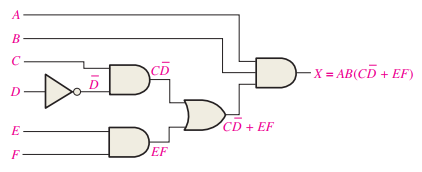 A
B
C
D
D̅
CD̅
E
F
EF
CD̅ + EF
X = AB(CD̅ + EF)